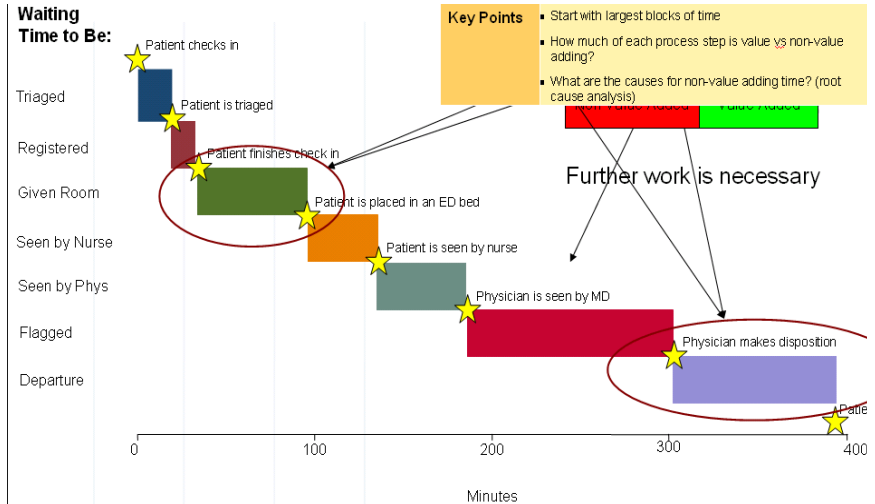 Waiting
Time to Be:
Key Points
Start with largest blocks of time
How much of each process step is value vs non-value
adding?
What are the causes for non-value adding time? (root
cause analysis)
Non Value Added
Value Added
Further work is necessary
Patient checks in
Triaged
Patient is triaged
Registered
Patient finishes check in
Given Room
Patient is placed in an ED bed
Seen by Nurse
Patient is seen by nurse
Seen by Phys
Physician is seen by MD
Flagged
Physician makes disposition
Departure
Patie
0
100
200
300
400
Minutes